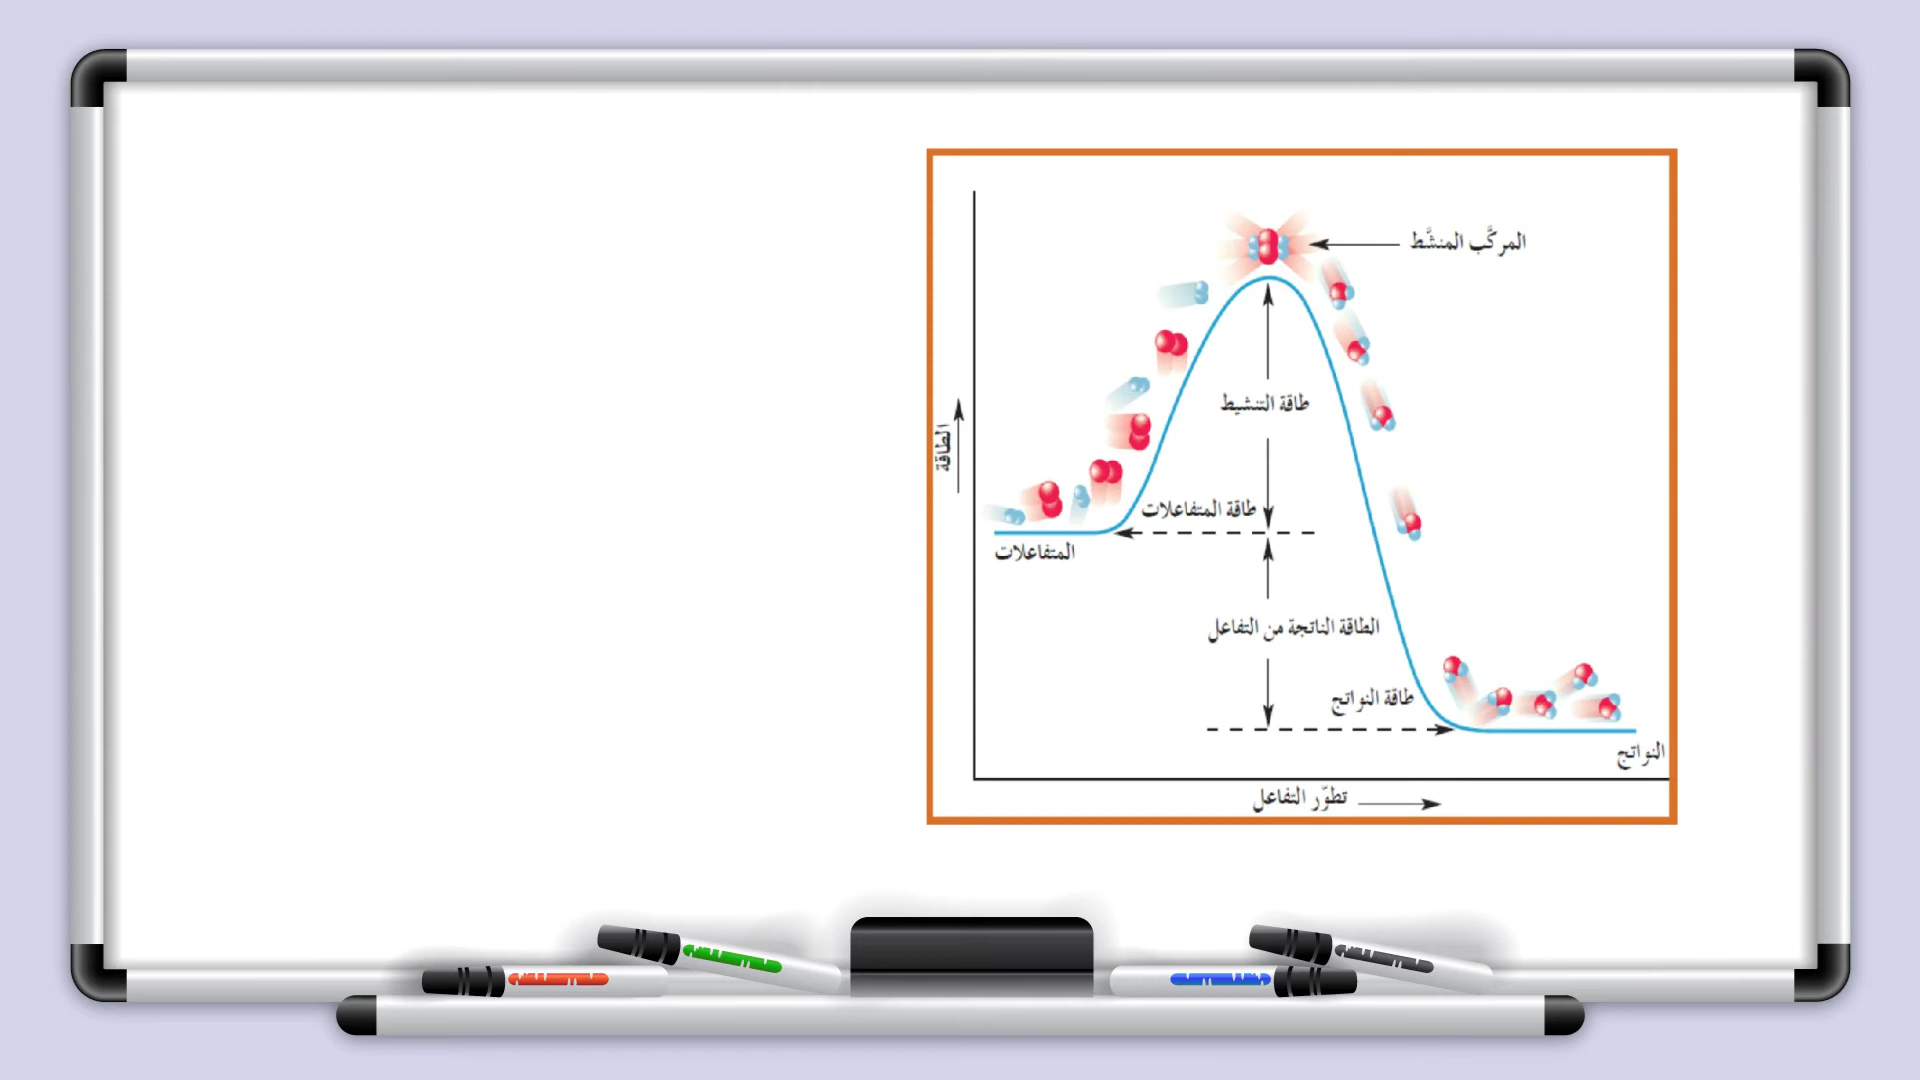 المركَّب المنشَّط
طاقة التنشيط
الطاقة
طاقة المتفاعلات
المتفاعلات
الطاقة الناتجة من التفاعل
طاقة النواتج
النواتج
تطوّر التفاعل